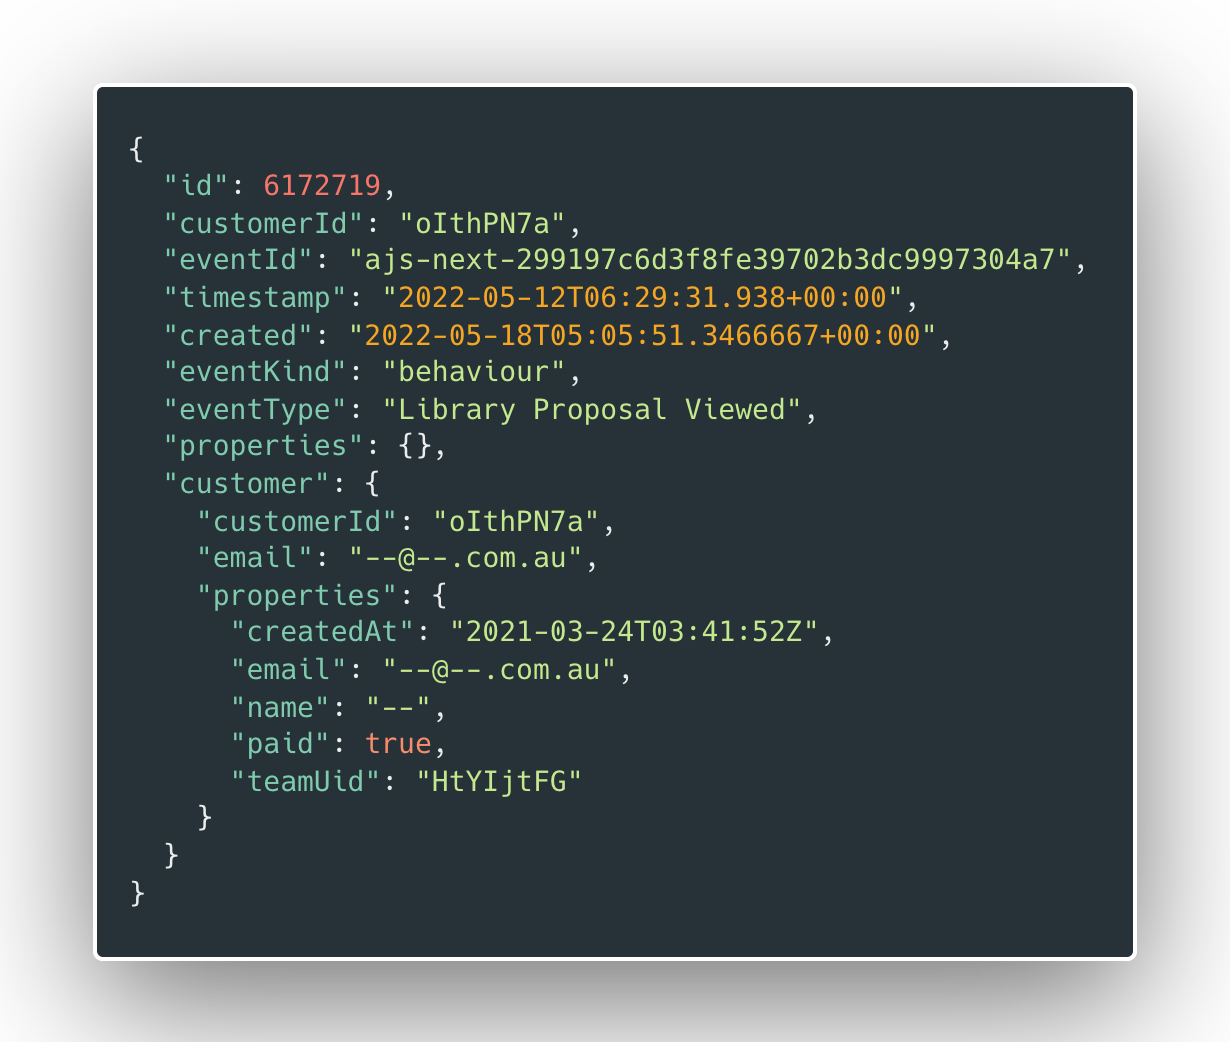 {
  "id": 6172719,
  "customerId": "oIthPN7a",
  "eventId": "ajs-next-299197c6d3f8fe39702b3dc9997304a7",
  "timestamp": "2022-05-12T06:29:31.938+00:00",
  "created": "2022-05-18T05:05:51.3466667+00:00",
  "eventKind": "behaviour",
  "eventType": "Library Proposal Viewed",
  "properties": {},
  "customer": {
    "customerId": "oIthPN7a",
    "email": "--@--.com.au",
    "properties": {
      "createdAt": "2021-03-24T03:41:52Z",
      "email": "--@--.com.au",
      "name": "--",
      "paid": true,
      "teamUid": "HtYIjtFG"
    }
  }
}